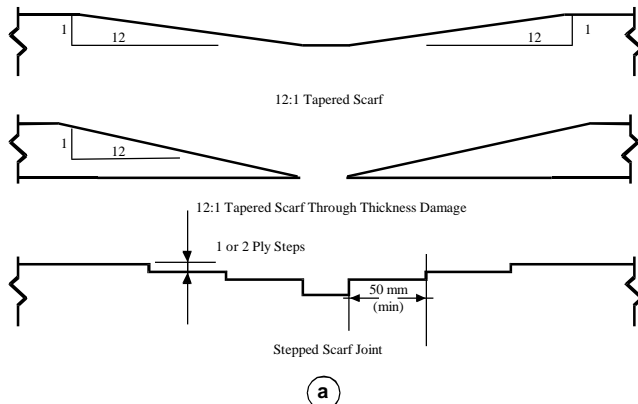 1
12
12
1
12:1 Tapered Scarf
1
12
12:1 Tapered Scarf Through Thickness Damage
1 or 2 Ply Steps
50 mm
(min)
Stepped Scarf Joint
a